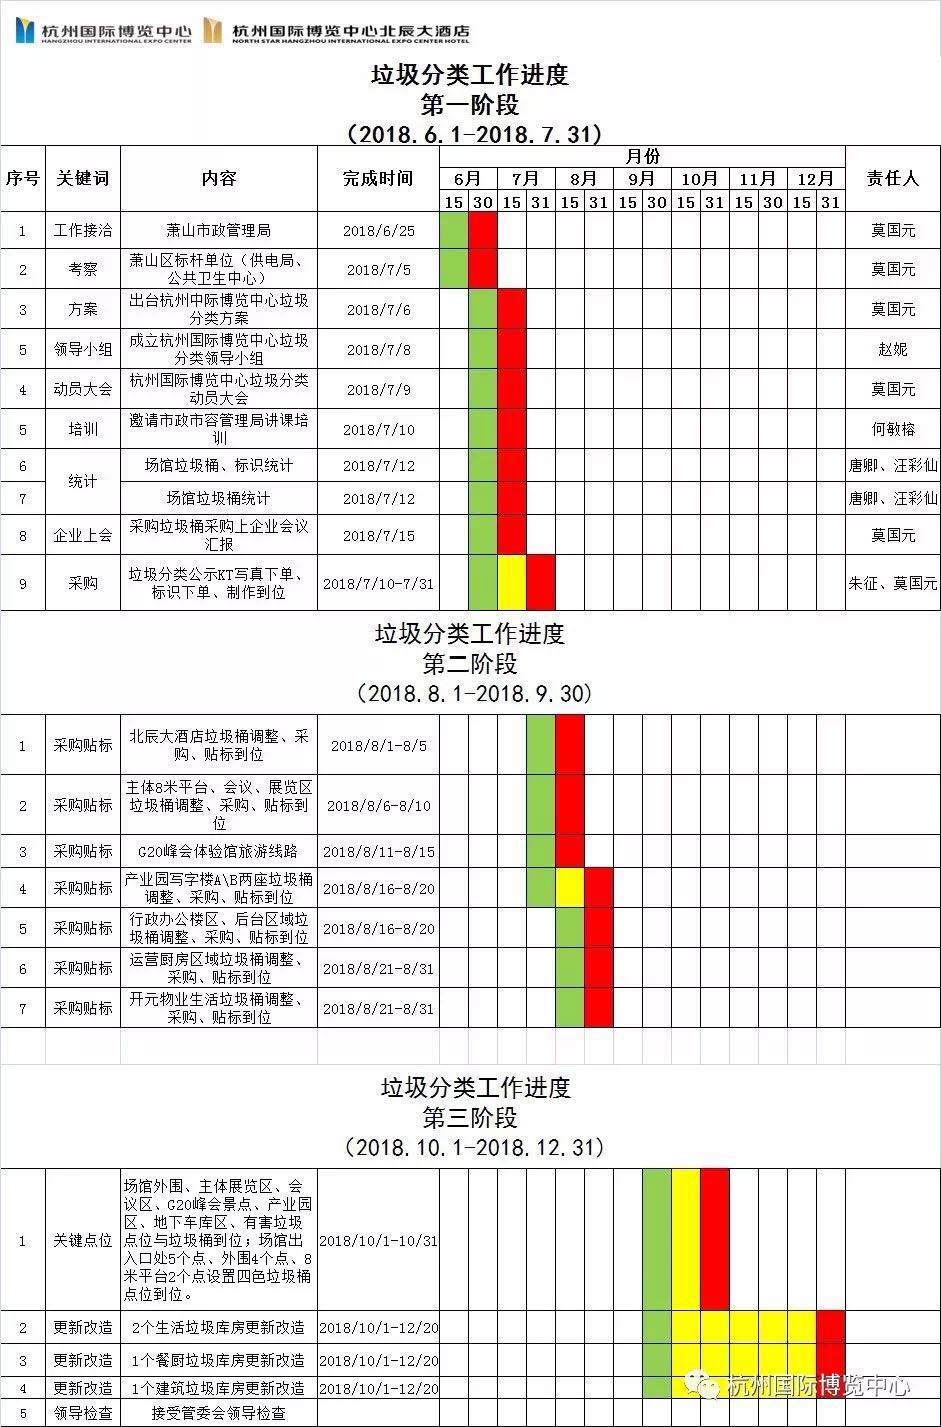 杭州国际博览中心
HANGZHOU INTERNATIONAL EXPO CENTER
杭州国际博览中心北辰大酒店
NORTH STAR HANGZHOU INTERNATIONAL EXPO CENTER HOTEL
垃圾分类工作进度
第一阶段
(2018.6.1-2018.7.31)
序号 关键词 内容 完成时间 月份 责任人
6月 7月 8月 9月 10月 11月 12月
15 30 15 31 15 31 15 30 15 31 15 30 15 31
1 工作接洽 萧山市政管理局 2018/6/25 莫国元
2 考察 萧山区标杆单位（供电局、
公共卫生中心） 2018/7/5 莫国元
3 方案 出台杭州中际博览中心垃圾
分类方案 2018/7/6 莫国元
5 领导小组 成立杭州国际博览中心垃圾
分类领导小组 2018/7/8 赵妮
4 动员大会 杭州国际博览中心垃圾分类
动员大会 2018/7/9 莫国元
5 培训 邀请市政市容管理局讲课培
训 2018/7/10 何敏榕
6 统计 场馆垃圾桶、标识统计 2018/7/12 唐卿、汪彩仙
7 场馆垃圾桶统计 2018/7/12 唐卿、汪彩仙
8 企业上会 采购垃圾桶采购上企业会议
汇报 2018/7/15 莫国元
9 采购 垃圾分类公示KT写真下单、
标识下单、制作到位 2018/7/10-7/31 朱征、莫国元
垃圾分类工作进度
第二阶段
(2018.8.1-2018.9.30)
1 采购贴标 北辰大酒店垃圾桶调整、采
购、贴标到位 2018/8/1-8/5
2 采购贴标 主体8米平台、会议、展览区
垃圾桶调整、采购、贴标到
位 2018/8/6-8/10
3 采购贴标 G20峰会体验馆旅游线路 2018/8/11-8/15
4 采购贴标 产业园写字楼A\B两座垃圾桶
调整、采购、贴标到位 2018/8/16-8/20
5 采购贴标 行政办公楼区、后台区域垃
圾桶调整、采购、贴标到位 2018/8/16-8/20
6 采购贴标 运营厨房区域垃圾桶调整、
采购、贴标到位 2018/8/21-8/31
7 采购贴标 开元物业生活垃圾桶调整、
采购、贴标到位 2018/8/21-8/31
垃圾分类工作进度
第三阶段
(2018.10.1-2018.12.31)
1 关键点位 场馆外围、主体展览区、会
议区、G20峰会景点、产业园
区、地下车库区、有害垃圾
点位与垃圾桶到位；场馆出
入口处5个点、外围4个点、8
米平台2个点设置四色垃圾桶
点位到位。 2018/10/1-10/31
2 更新改造 2个生活垃圾库房更新改造 2018/10/1-12/20
3 更新改造 1个餐厨垃圾库房更新改造 2018/10/1-12/20
4 更新改造 1个建筑垃圾库房更新改造 2018/10/1-12/20
5 领导检查 接受管委会领导检查
杭州国际博览中心